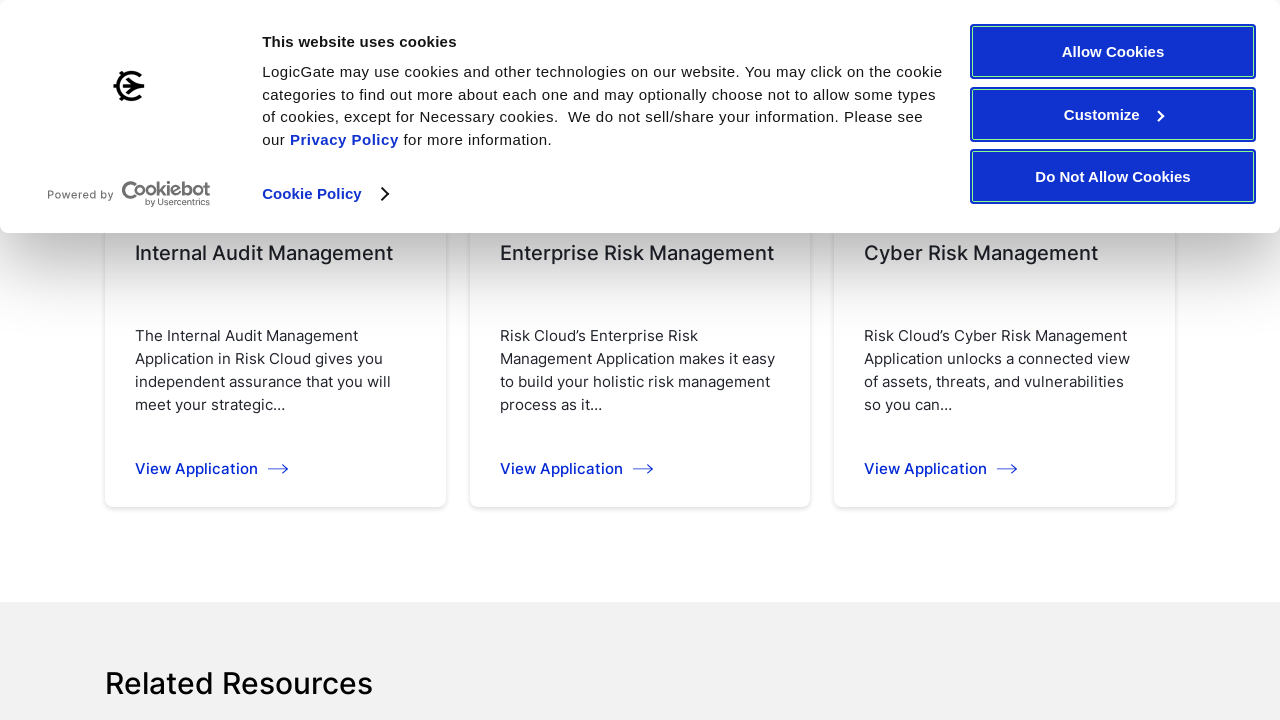 This website uses cookies
LogicGate may use cookies and other technologies on our website. You may click on the cookie
categories to find out more about each one and may optionally choose not to allow some types
of cookies, except for Necessary cookies.  We do not sell/share your information. Please see
our Privacy Policy for more information.
Cookie Policy
Powered by Cookiebot
by Usercentrics
Allow Cookies
Customize
Do Not Allow Cookies
Internal Audit Management
The Internal Audit Management
Application in Risk Cloud gives you
independent assurance that you will
meet your strategic...
View Application
Enterprise Risk Management
Risk Cloud’s Enterprise Risk
Management Application makes it easy
to build your holistic risk management
process as it...
View Application
Cyber Risk Management
Risk Cloud’s Cyber Risk Management
Application unlocks a connected view
of assets, threats, and vulnerabilities
so you can...
View Application
Related Resources